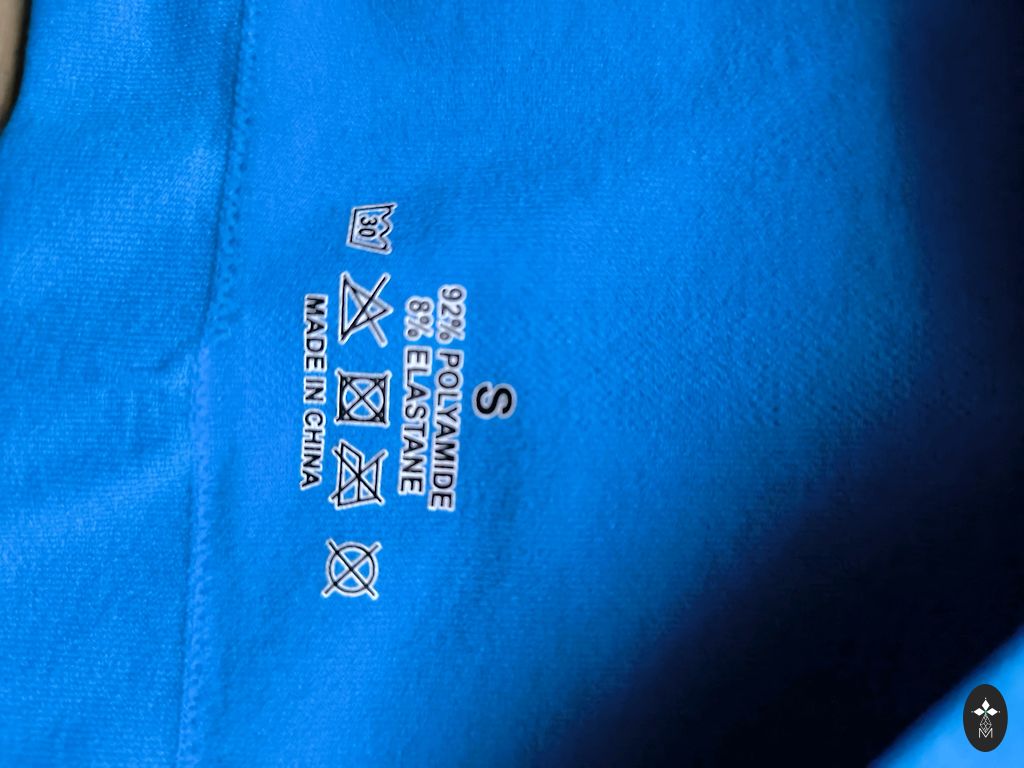 S
92% POLYAMIDE
8% ELASTANE
30
MADE IN CHINA
M